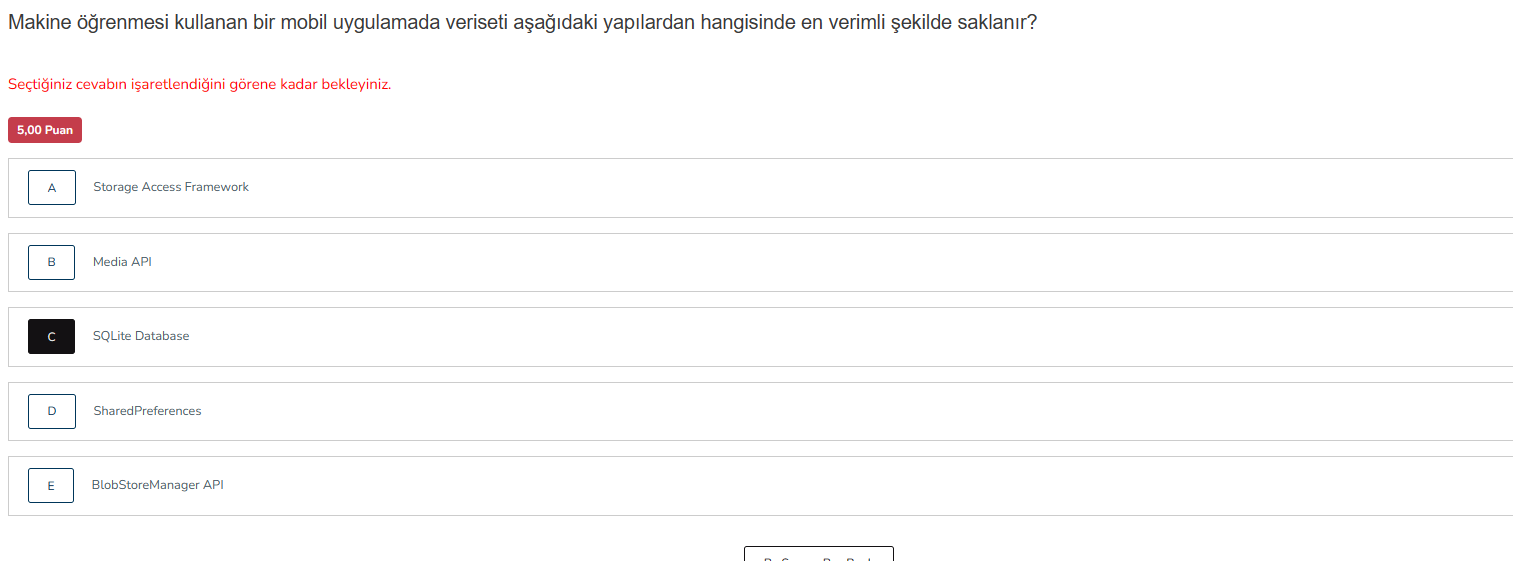 Makine öğrenmesi kullanan bir mobil uygulamada veriseti aşağıdaki yapılardan hangisinde en verimli şekilde saklanır?
Seçtiğiniz cevabın işaretlendiğini görene kadar bekleyiniz.
5,00 Puan
A Storage Access Framework
B Media API
C SQLite Database
D SharedPreferences
E BlobStoreManager API